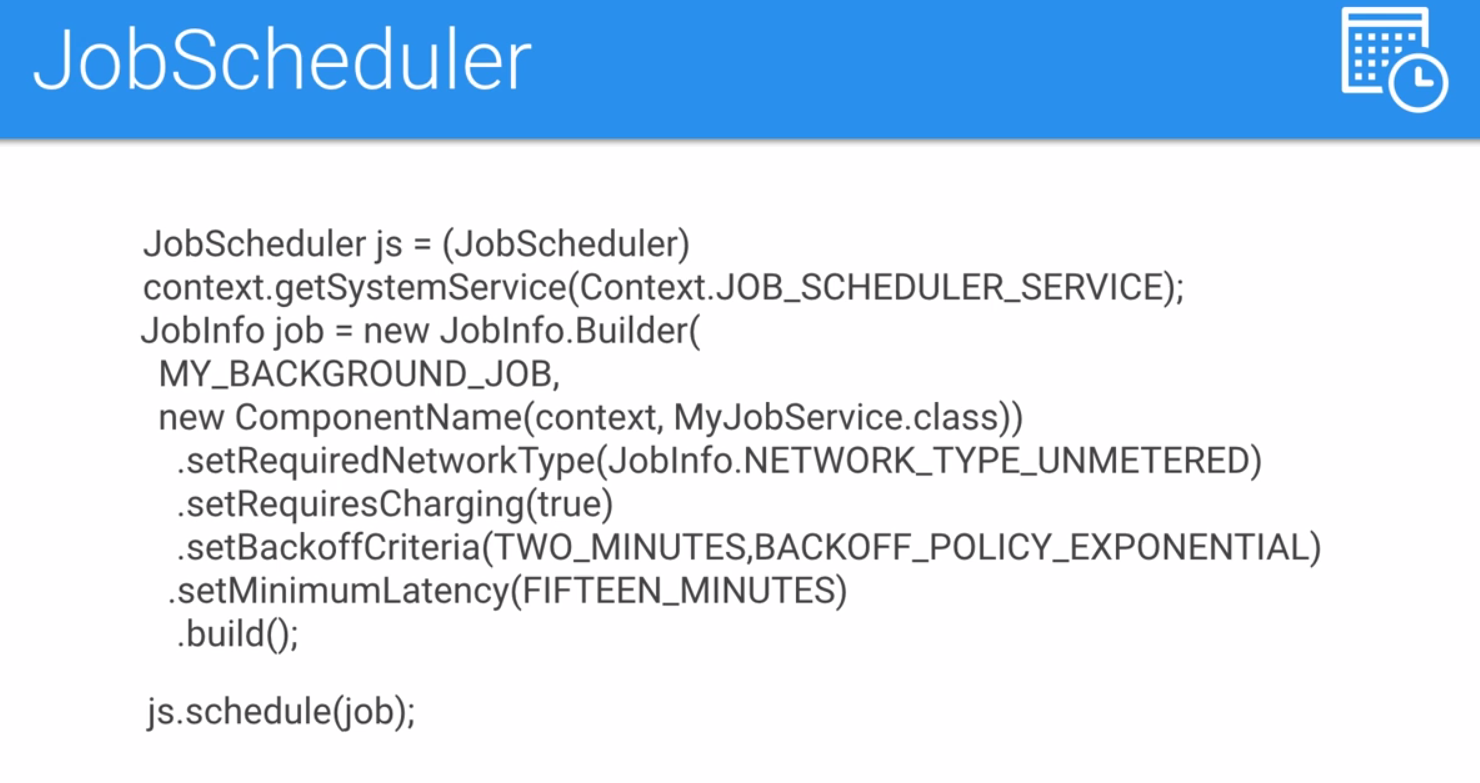 JobScheduler
JobScheduler js = (JobScheduler)
context.getSystemService(Context.JOB_SCHEDULER_SERVICE);
JobInfo job = new JobInfo.Builder(
MY_BACKGROUND_JOB,
new ComponentName(context, MyJobService.class))
.setRequiredNetworkType(JobInfo.NETWORK_TYPE_UNMETERED)
.setRequiresCharging(true)
.setBackoffCriteria(TWO_MINUTES,BACKOFF_POLICY_EXPONENTIAL)
.setMinimumLatency(FIFTEEN_MINUTES)
.build();
js.schedule(job);